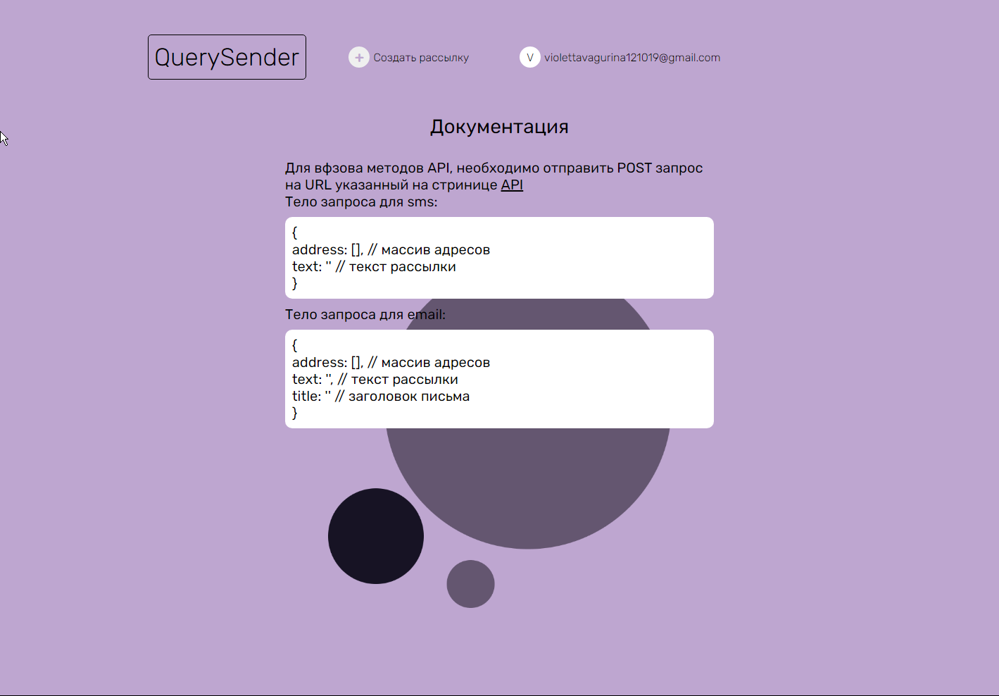 QuerySender
+ Создать рассылку
V violettavagurina121019@gmail.com
Документация
Для вфзова методов API, необходимо отправить POST запрос
на URL указанный на стринице API
Тело запроса для sms:
{
address: [], // массив адресов
text: '' // текст рассылки
}
Тело запроса для email:
{
address: [], // массив адресов
text: '', // текст рассылки
title: '' // заголовок письма
}